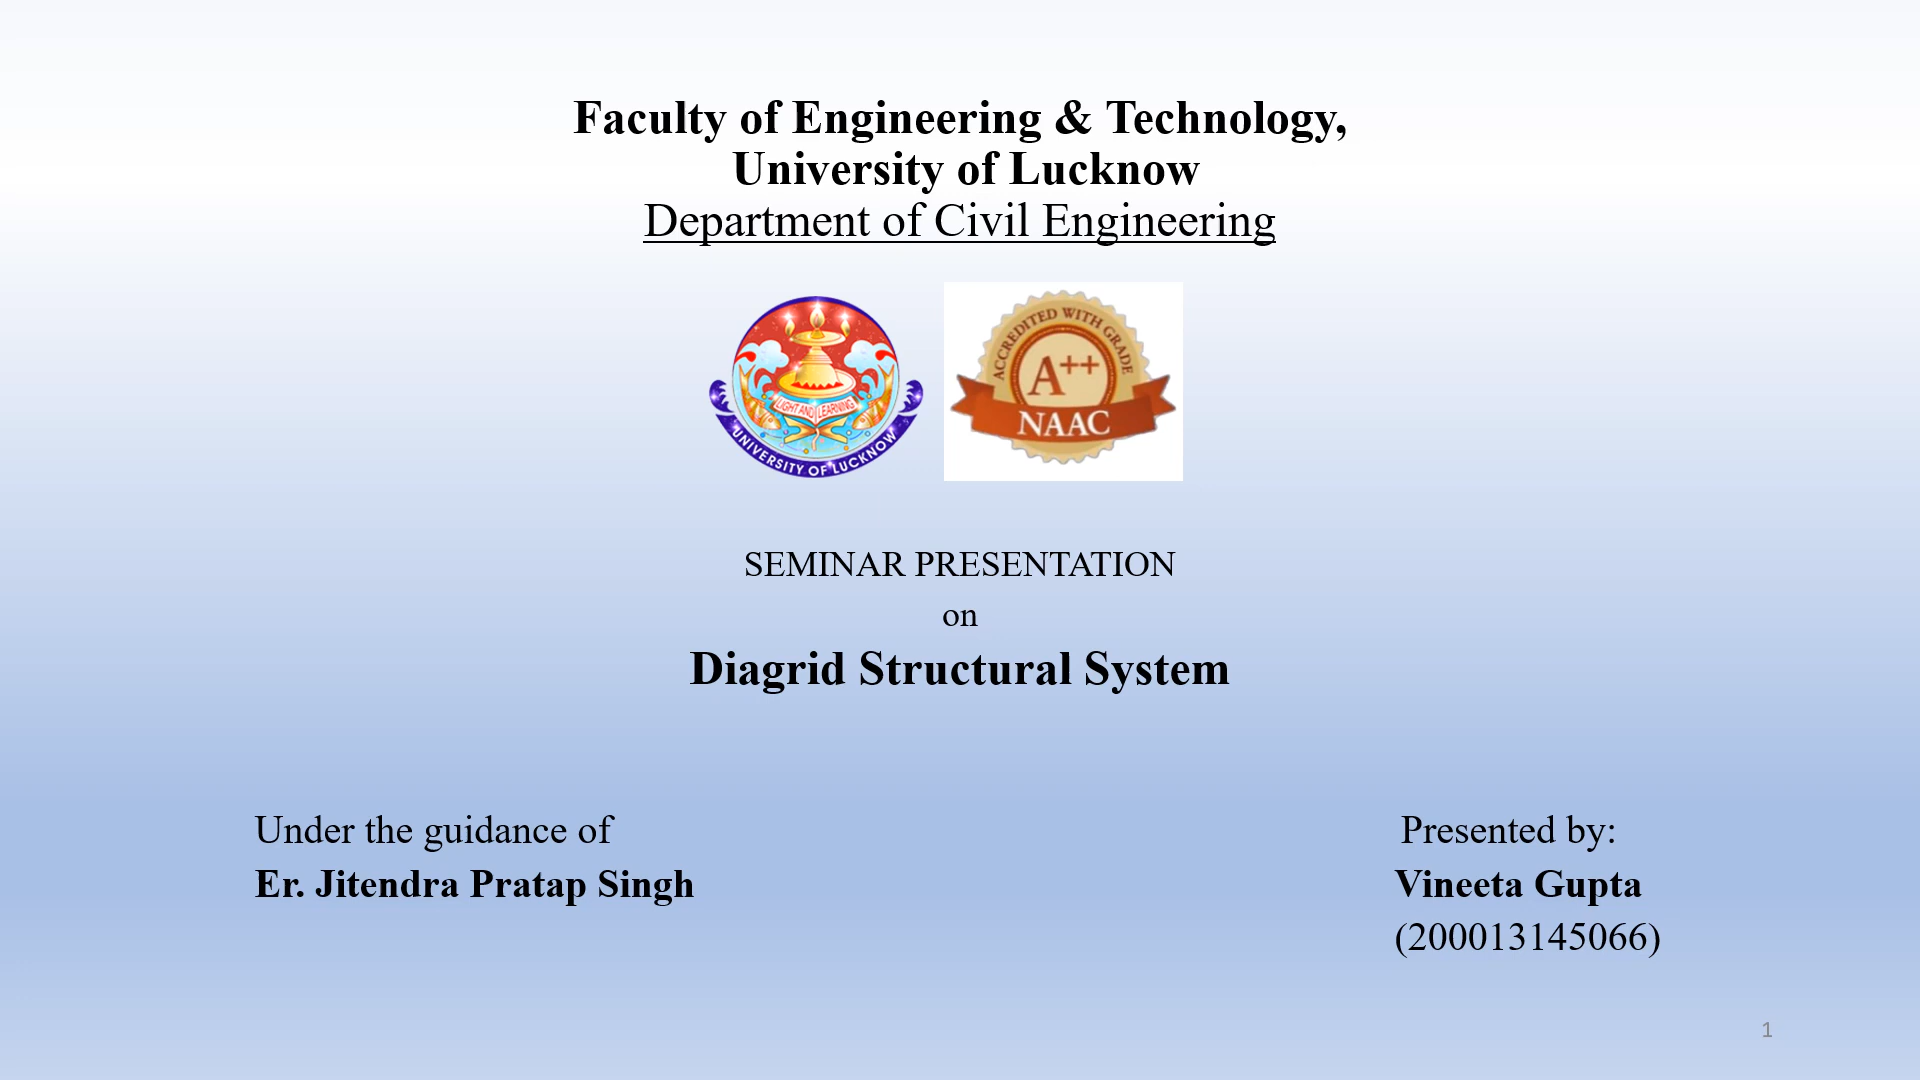 Faculty of Engineering & Technology,
University of Lucknow
Department of Civil Engineering
LIGHT AND LEARNING
UNIVERSITY OF LUCKNOW
ACCREDITED WITH GRADE
A++
NAAC
SEMINAR PRESENTATION
on
Diagrid Structural System
Under the guidance of
Er. Jitendra Pratap Singh
Presented by:
Vineeta Gupta
(200013145066)
1